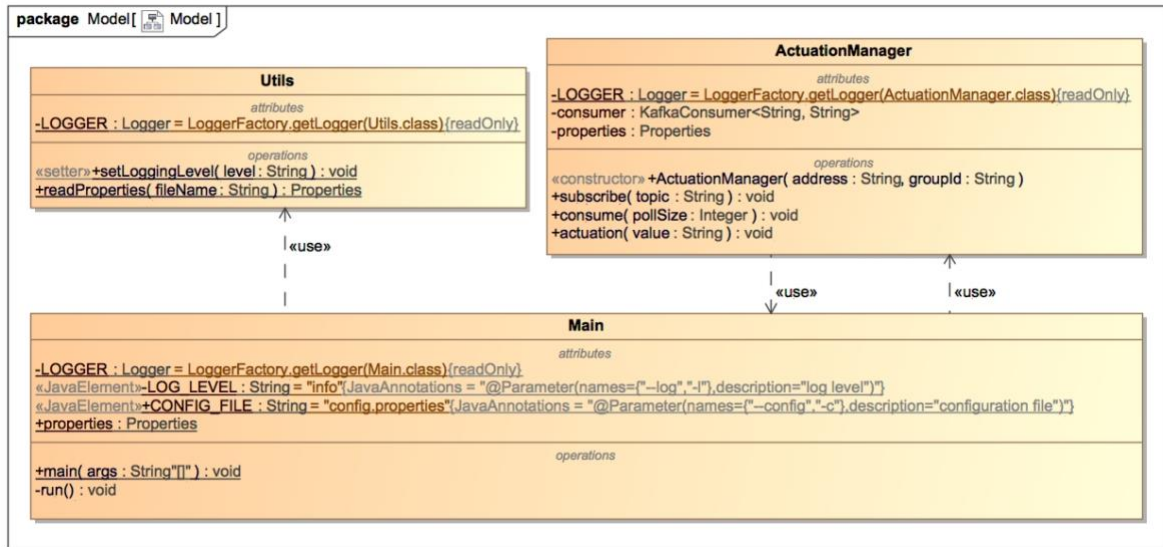 package Model[ Model ]
Utils
attributes
-LOGGER : Logger = LoggerFactory.getLogger(Utils.class){readOnly}
operations
«setter»+setLoggingLevel( level : String ) : void
+readProperties( fileName : String ) : Properties
ActuationManager
attributes
-LOGGER : Logger = LoggerFactory.getLogger(ActuationManager.class){readOnly}
-consumer : KafkaConsumer<String, String>
-properties : Properties
operations
«constructor»+ActuationManager( address : String, groupId : String )
+subscribe( topic : String ) : void
+consume( pollSize : Integer ) : void
+actuation( value : String ) : void
«use»
«use»
«use»
Main
attributes
-LOGGER : Logger = LoggerFactory.getLogger(Main.class){readOnly}
«JavaElement»-LOG_LEVEL : String = "info"{JavaAnnotations = "@Parameter(names={"--log","-l"},description="log level")"}
«JavaElement»+CONFIG_FILE : String = "config.properties"{JavaAnnotations = "@Parameter(names={"--config","-c"},description="configuration file")"}
+properties : Properties
operations
+main( args : String"[]" ) : void
-run() : void